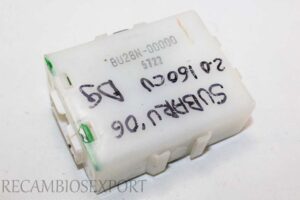 BU28N-00000
5727
SUBARU '06
2.0 160CV D9
RECAMBIOSEXPORT